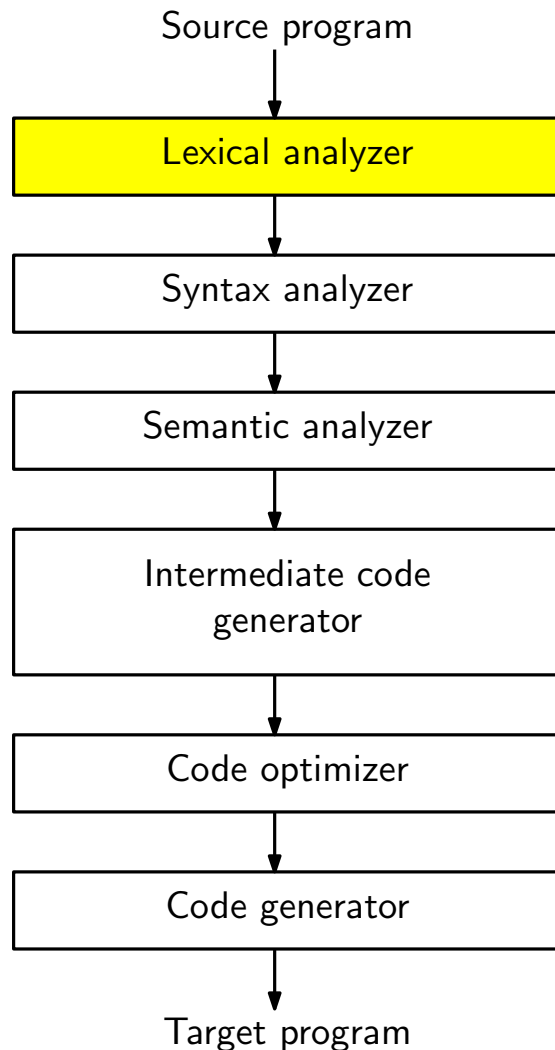 Source program
Lexical analyzer
Syntax analyzer
Semantic analyzer
Intermediate code
generator
Code optimizer
Code generator
Target program